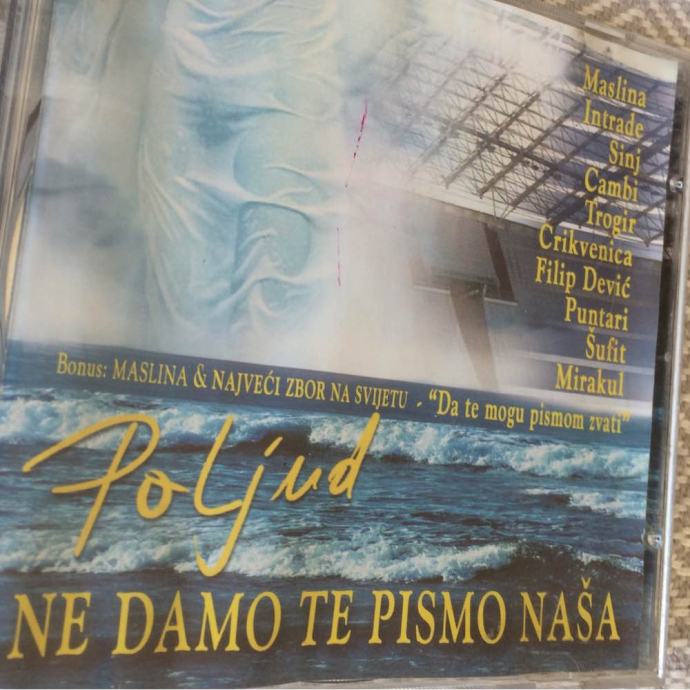 Maslina
Intrade
Sinj
Cambi
Trogir
Crikvenica
Filip Dević
Puntari
Šufit
Mirakul
Bonus: MASLINA & NAJVEĆI ZBOR NA SVIJETU - “Da te mogu pismom zvati”
Poljud
NE DAMO TE PISMO NAŠA